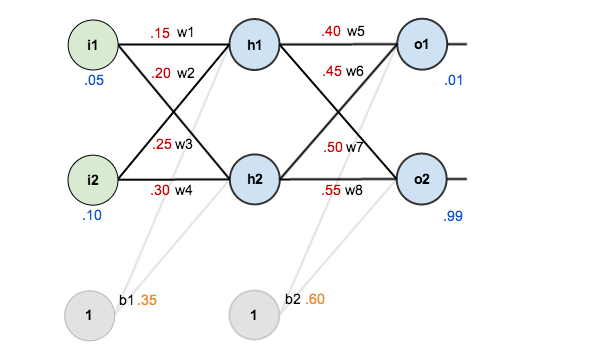 i1 .15 w1 h1 .40 w5 o1
.05 .20 w2 .45 w6 .01
.25 w3 .50 w7
i2 .30 w4 h2 .55 w8 o2
.10 .99
1 b1 .35 1 b2 .60